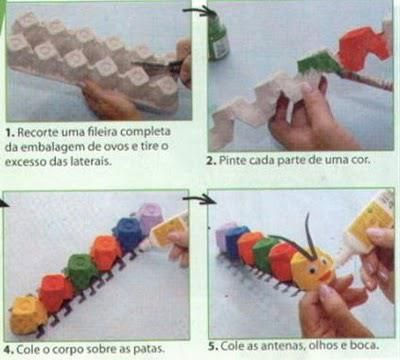 1. Recorte uma fileira completa
da embalagem de ovos e tire o
excesso das laterais.
2. Pinte cada parte de uma cor.
4. Cole o corpo sobre as patas.
5. Cole as antenas, olhos e boca.